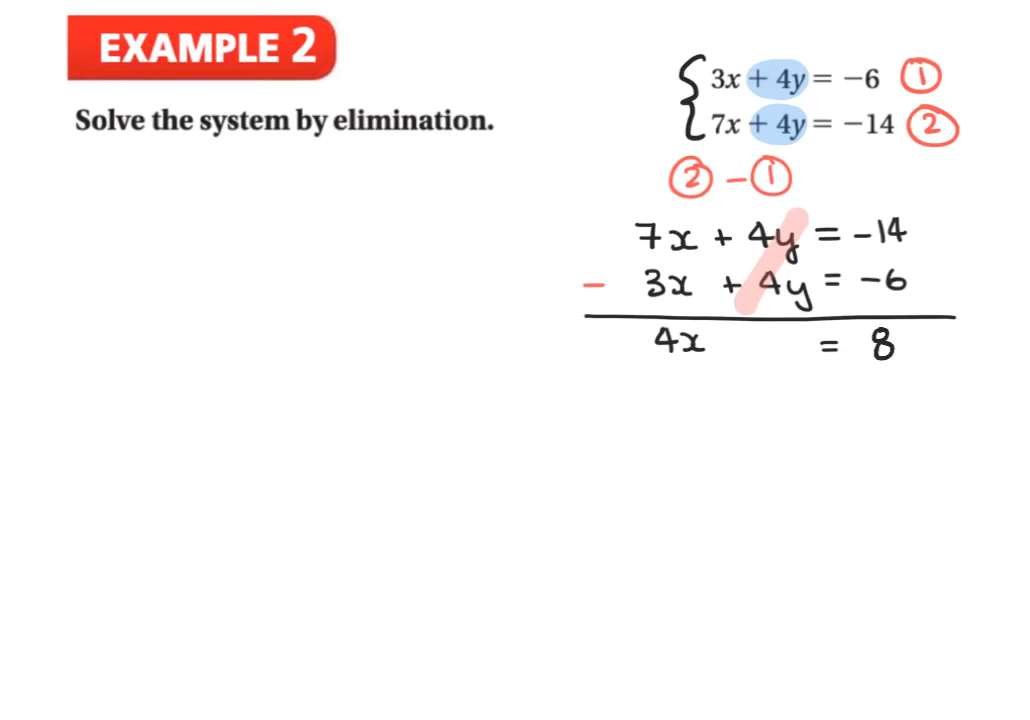 EXAMPLE 2
Solve the system by elimination.
3x + 4y = −6 ①
7x + 4y = −14 ②
② − ①
7x + 4y = −14
− 3x + 4y = −6
4x = 8